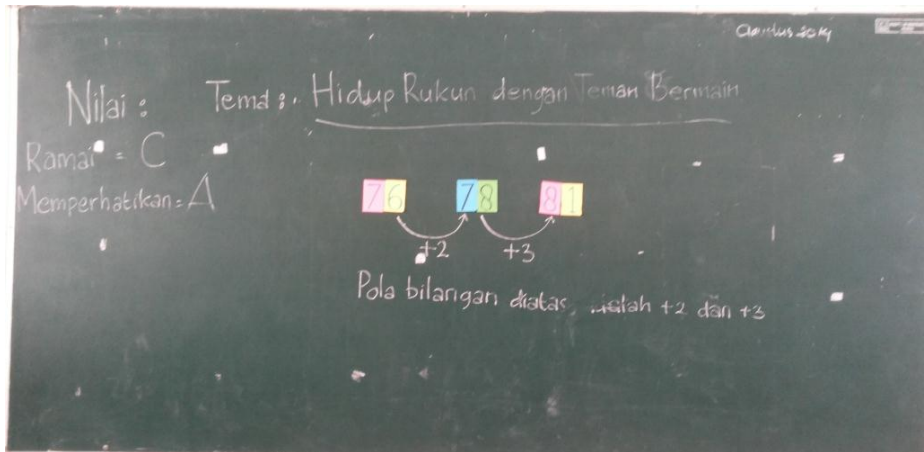 Agustus 2014
Nilai : Tema : Hidup Rukun dengan Teman Bermain
Ramai = C
Memperhatikan = A
76 78 81
+2 +3
Pola bilangan diatas adalah +2 dan +3